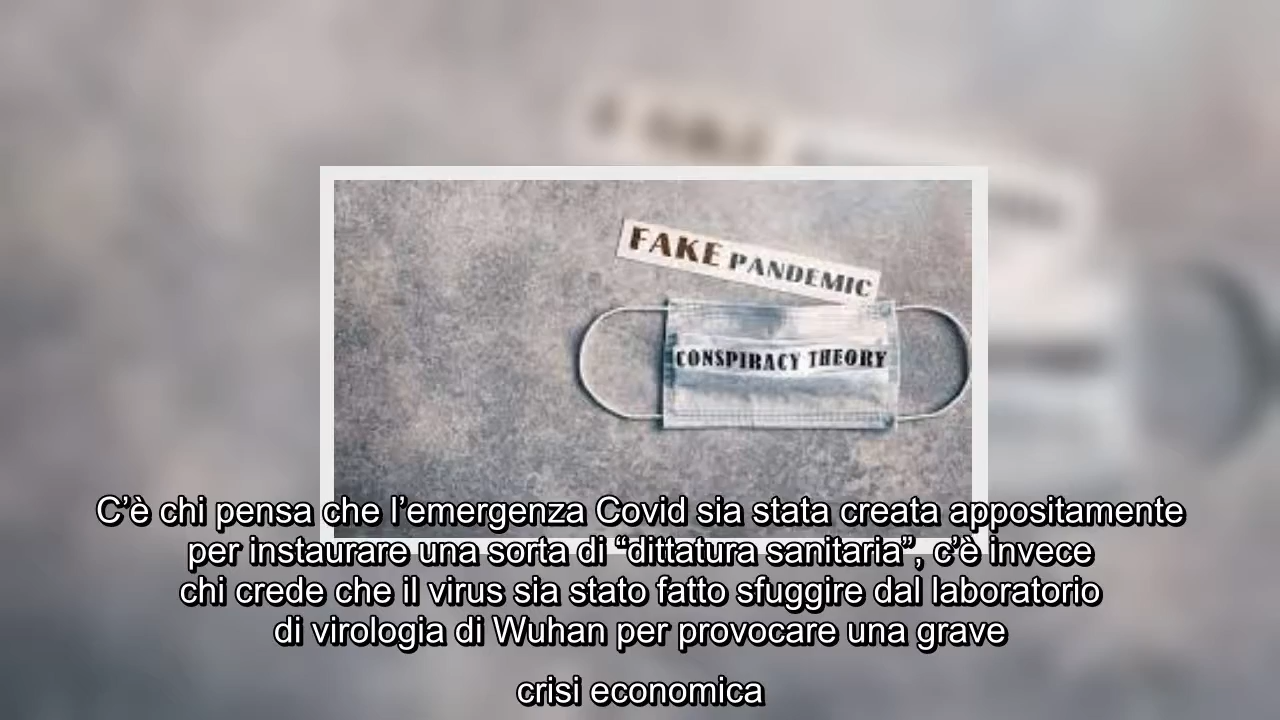 FAKE PANDEMIC
CONSPIRACY THEORY
C’è chi pensa che l’emergenza Covid sia stata creata appositamente
per instaurare una sorta di “dittatura sanitaria”, c’è invece
chi crede che il virus sia stato fatto sfuggire dal laboratorio
di virologia di Wuhan per provocare una grave
crisi economica